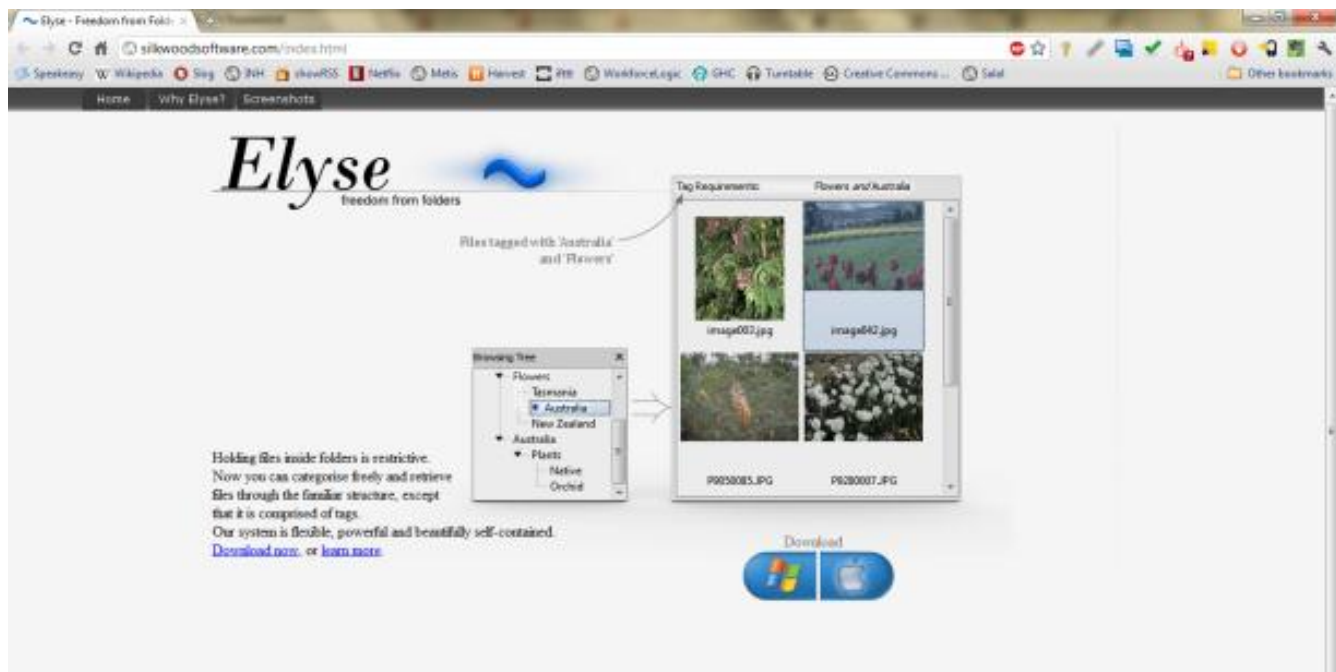 Elyse - Freedom from Fold
silkwoodsoftware.com/index.html
Speakeasy Wikipedia Slog INH showRSS Netflix Metis Harvest WorkforceLogic GHC Turntable Creative Commons ... Salal Other bookmarks
Home Why Elyse? Screenshots
Elyse
freedom from folders
Tag Requirements: Flowers and Australia
Files tagged with 'Australia'
and 'Flowers'
image003.jpg image042.jpg
Browsing Tree
Flowers
Tasmania
Australia
New Zealand
Australia
Plants
Native
Orchid
P9050085.JPG P9280007.JPG
Holding files inside folders is restrictive.
Now you can categorise freely and retrieve
files through the familiar structure, except
that it is comprised of tags.
Our system is flexible, powerful and beautifully self-contained.
Download now, or learn more.
Download